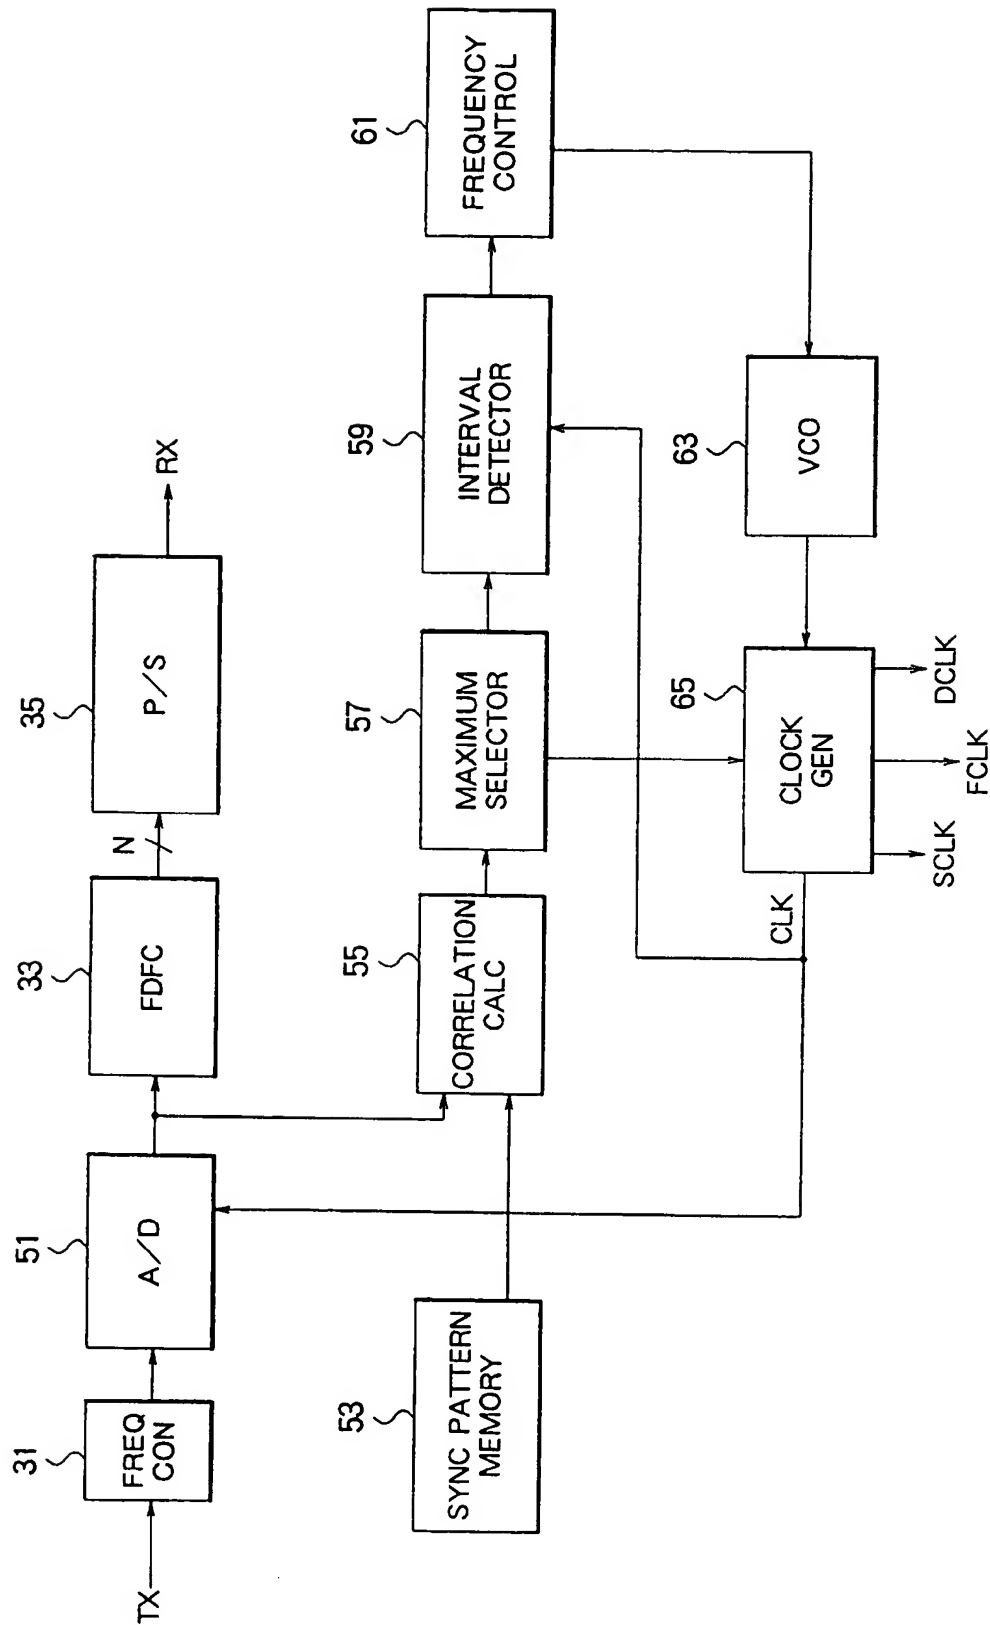 TX
31
FREQ
CON
51
A/D
33
FDFC
N
35
P/S
RX
53
SYNC PATTERN
MEMORY
55
CORRELATION
CALC
57
MAXIMUM
SELECTOR
59
INTERVAL
DETECTOR
61
FREQUENCY
CONTROL
CLK
65
CLOCK
GEN
63
VCO
SCLK
FCLK
DCLK